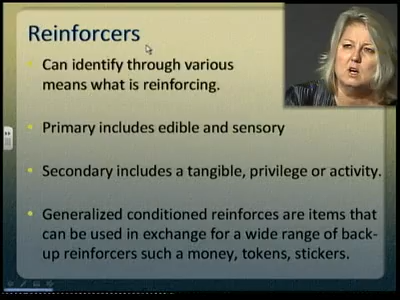 Reinforcers
Can identify through various
means what is reinforcing.
Primary includes edible and sensory
Secondary includes a tangible, privilege or activity.
Generalized conditioned reinforces are items that
can be used in exchange for a wide range of back-
up reinforcers such a money, tokens, stickers.